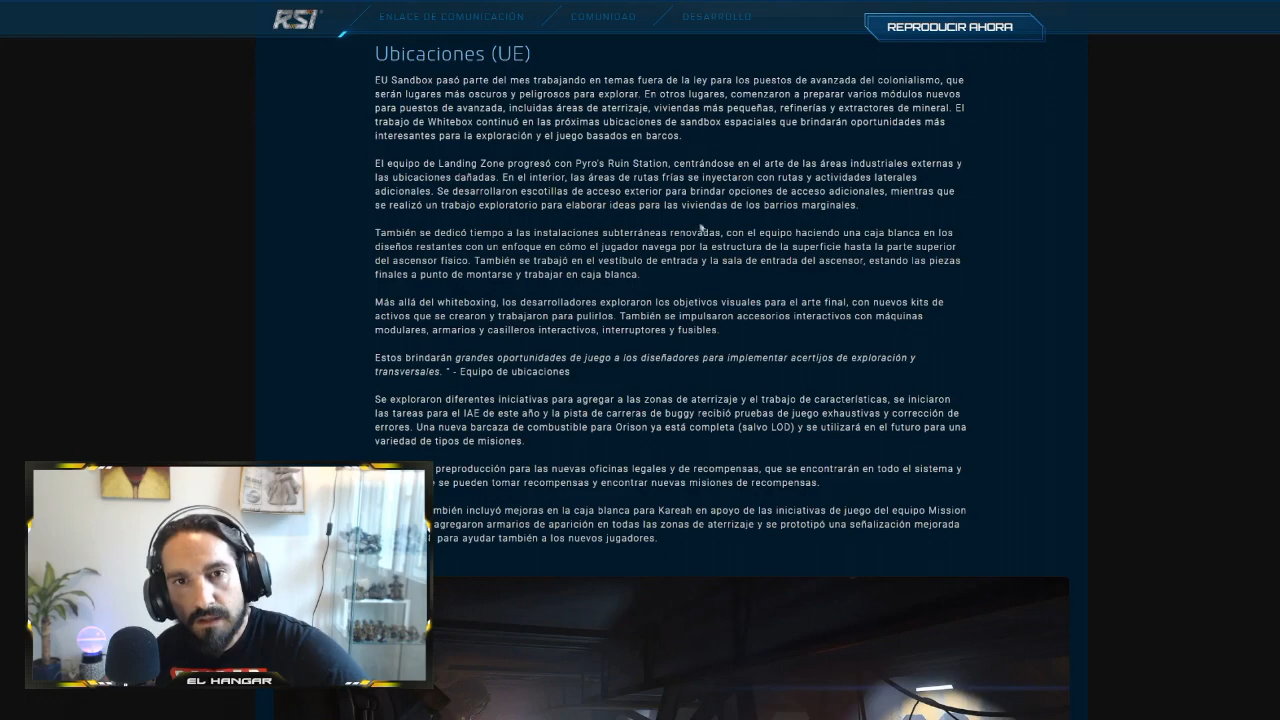 RSI
ENLACE DE COMUNICACIÓN
COMUNIDAD
DESARROLLO
REPRODUCIR AHORA
Ubicaciones (UE)
EU Sandbox pasó parte del mes trabajando en temas fuera de la ley para los puestos de avanzada del colonialismo, que
serán lugares más oscuros y peligrosos para explorar. En otros lugares, comenzaron a preparar varios módulos nuevos
para puestos de avanzada, incluidas áreas de aterrizaje, viviendas más pequeñas, refinerías y extractores de mineral. El
trabajo de Whitebox continuó en las próximas ubicaciones de sandbox espaciales que brindarán oportunidades más
interesantes para la exploración y el juego basados en barcos.
El equipo de Landing Zone progresó con Pyro's Ruin Station, centrándose en el arte de las áreas industriales externas y
las ubicaciones dañadas. En el interior, las áreas de rutas frías se inyectaron con rutas y actividades laterales
adicionales. Se desarrollaron escotillas de acceso exterior para brindar opciones de acceso adicionales, mientras que
se realizó un trabajo exploratorio para elaborar ideas para las viviendas de los barrios marginales.
También se dedicó tiempo a las instalaciones subterráneas renovadas, con el equipo haciendo una caja blanca en los
diseños restantes con un enfoque en cómo el jugador navega por la estructura de la superficie hasta la parte superior
del ascensor físico. También se trabajó en el vestíbulo de entrada y la sala de entrada del ascensor, estando las piezas
finales a punto de montarse y trabajar en caja blanca.
Más allá del whiteboxing, los desarrolladores exploraron los objetivos visuales para el arte final, con nuevos kits de
activos que se crearon y trabajaron para pulirlos. También se impulsaron accesorios interactivos con máquinas
modulares, armarios y casilleros interactivos, interruptores y fusibles.
Estos brindarán grandes oportunidades de juego a los diseñadores para implementar acertijos de exploración y
transversales. " - Equipo de ubicaciones
Se exploraron diferentes iniciativas para agregar a las zonas de aterrizaje y el trabajo de características, se iniciaron
las tareas para el IAE de este año y la pista de carreras de buggy recibió pruebas de juego exhaustivas y corrección de
errores. Una nueva barcaza de combustible para Orison ya está completa (salvo LOD) y se utilizará en el futuro para una
variedad de tipos de misiones.
preproducción para las nuevas oficinas legales y de recompensas, que se encontrarán en todo el sistema y
se pueden tomar recompensas y encontrar nuevas misiones de recompensas.
mbién incluyó mejoras en la caja blanca para Kareah en apoyo de las iniciativas de juego del equipo Mission
agregaron armarios de aparición en todas las zonas de aterrizaje y se prototipó una señalización mejorada
para ayudar también a los nuevos jugadores.
EL HANGAR